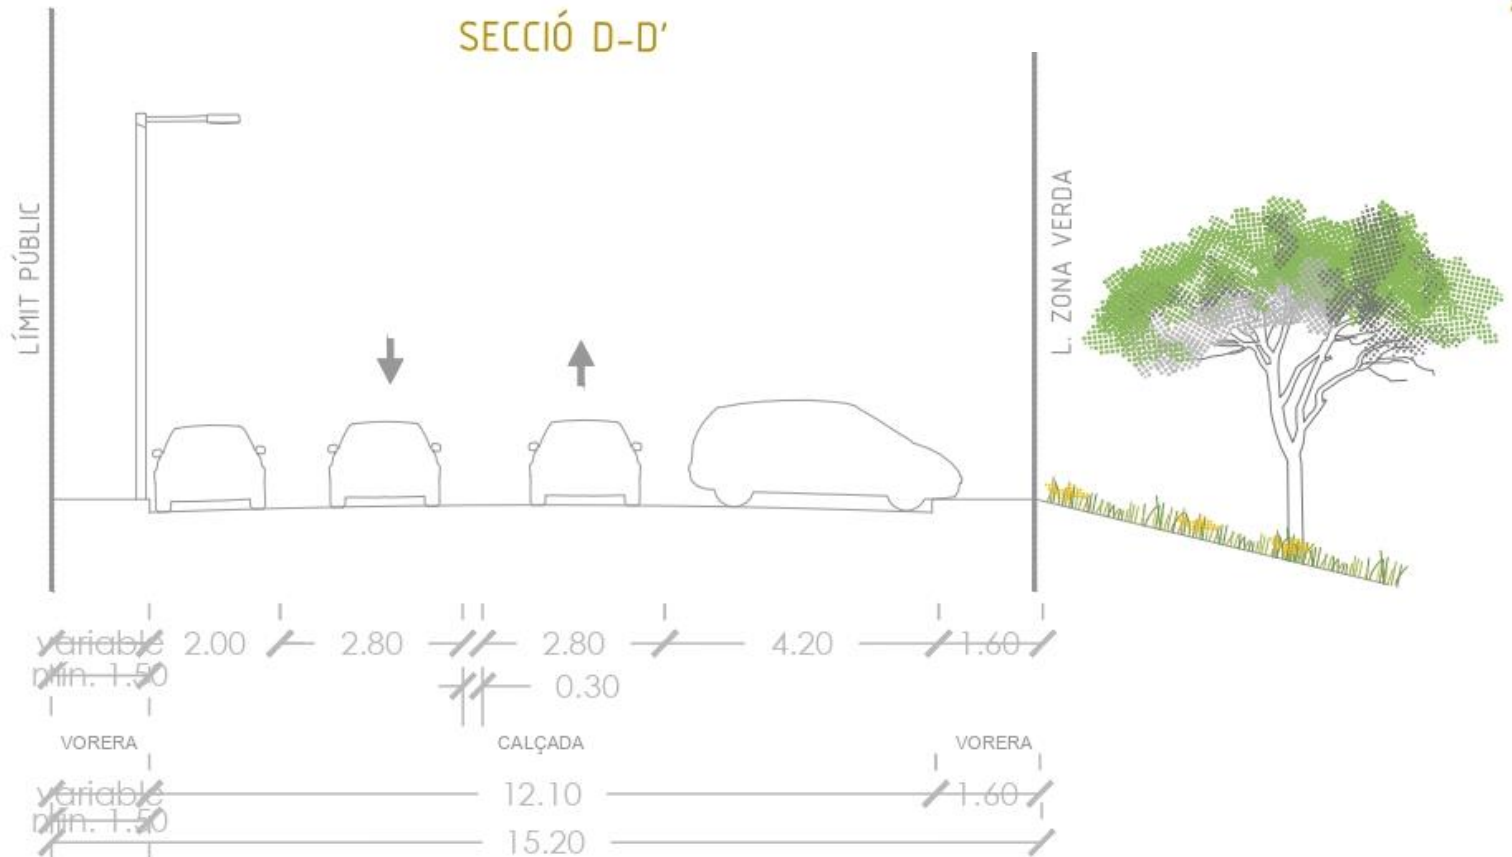 SECCIÓ D-D'
LÍMIT PÚBLIC
L. ZONA VERDA
variable 2.00 2.80 2.80 4.20 1.60
mín. 1.50
0.30
VORERA CALÇADA VORERA
variable 12.10 1.60
mín. 1.50
15.20